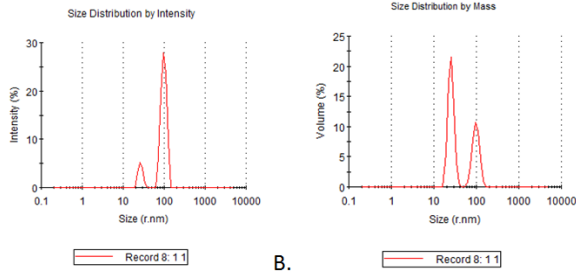 Size Distribution by Intensity
30
20
10
0
Intensity (%)
0.1 1 10 100 1000 10000
Size (r.nm)
Record 8: 1 1
B.
Size Distribution by Mass
25
20
15
10
5
0
Volume (%)
0.1 1 10 100 1000 10000
Size (r.nm)
Record 8: 1 1